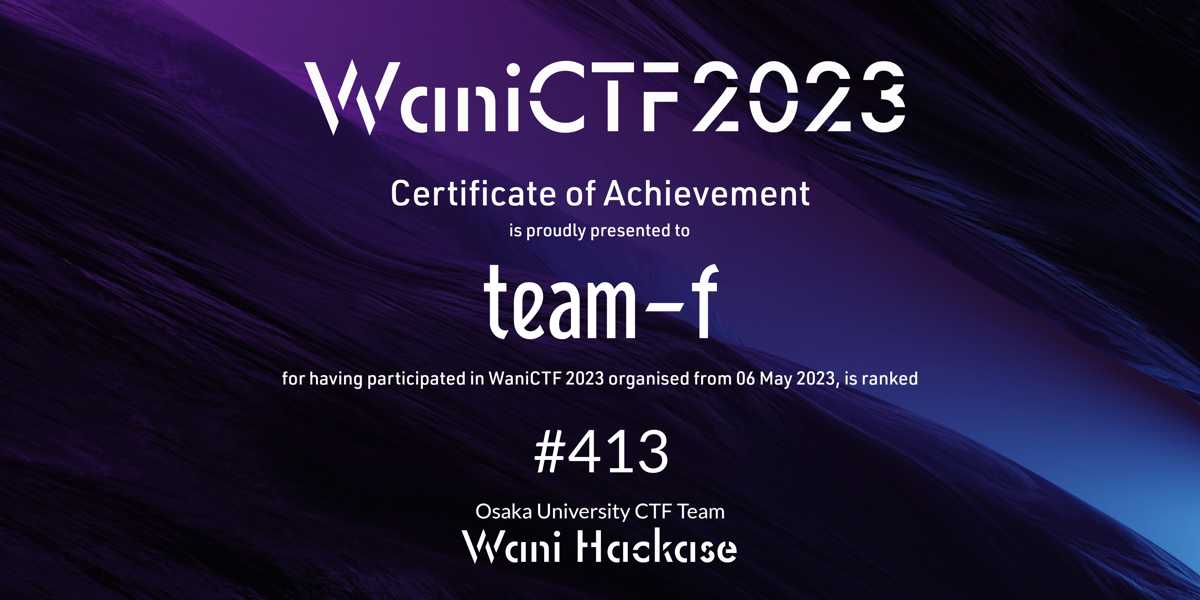 WaniCTF2023
Certificate of Achievement
is proudly presented to
team-f
for having participated in WaniCTF 2023 organised from 06 May 2023, is ranked
#413
Osaka University CTF Team
Wani Hackase